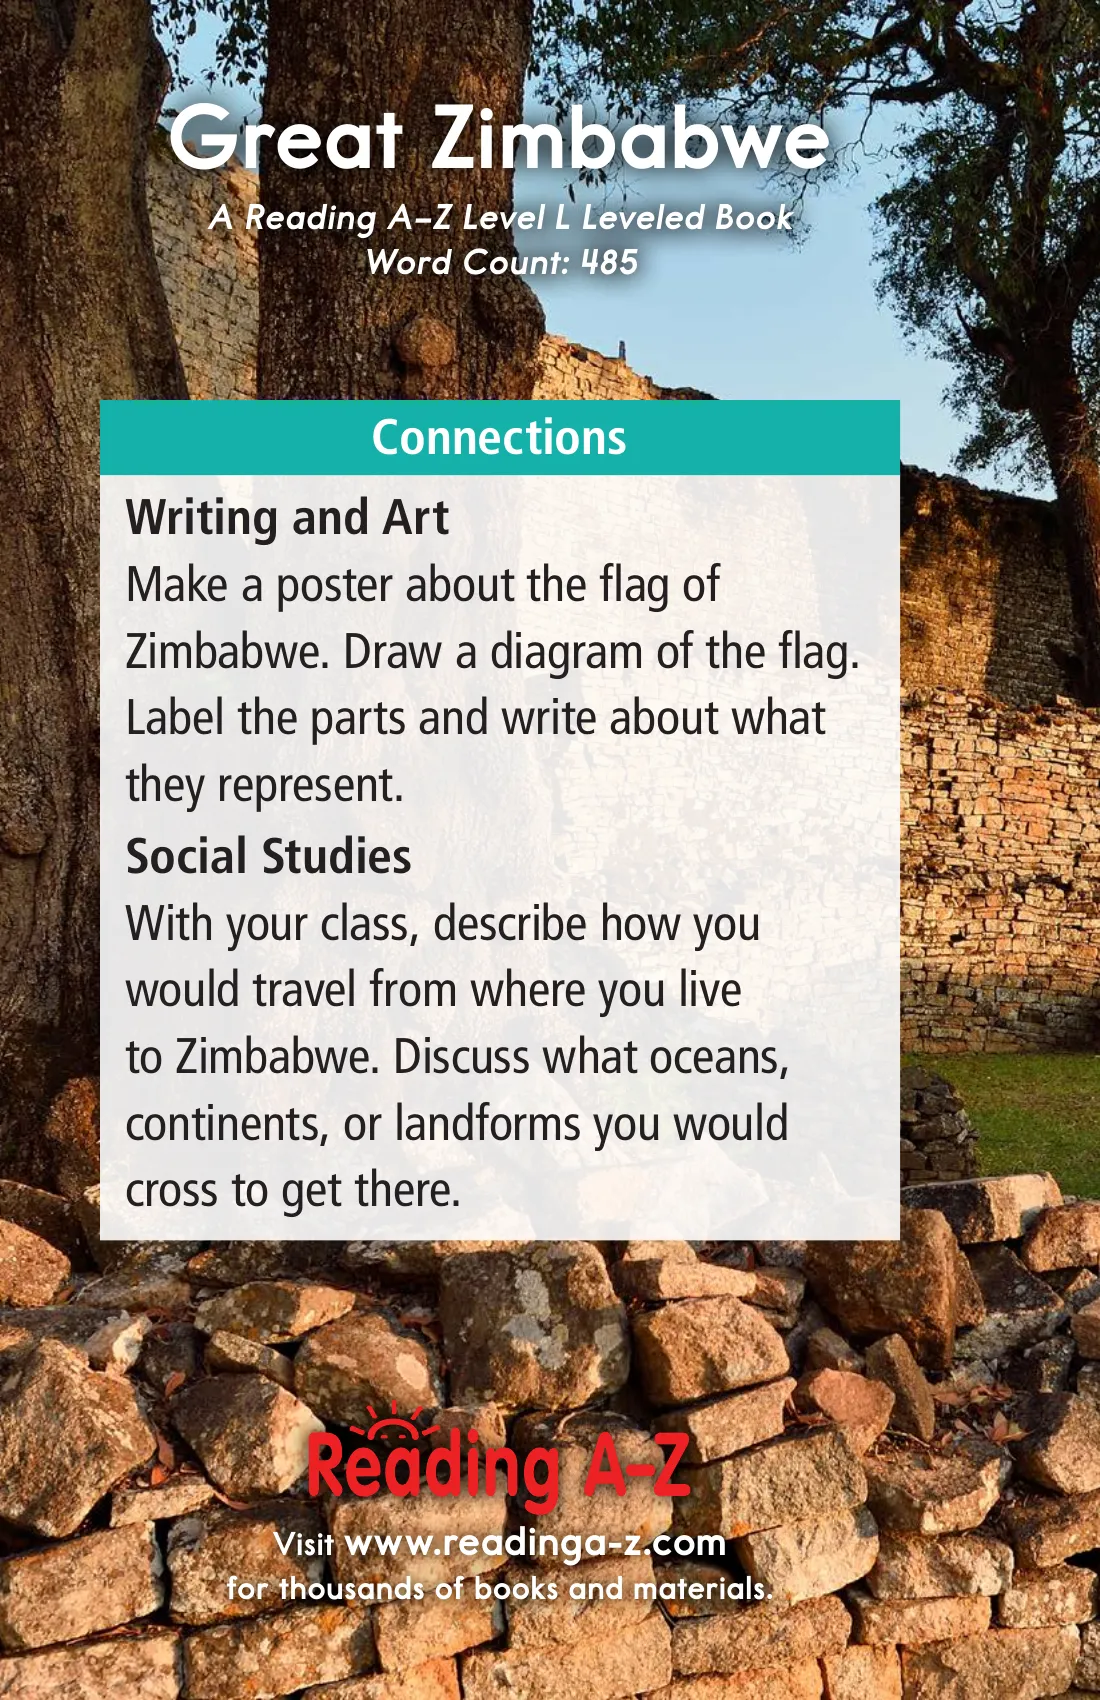 Great Zimbabwe
A Reading A–Z Level L Leveled Book
Word Count: 485
Connections
Writing and Art
Make a poster about the flag of
Zimbabwe. Draw a diagram of the flag.
Label the parts and write about what
they represent.
Social Studies
With your class, describe how you
would travel from where you live
to Zimbabwe. Discuss what oceans,
continents, or landforms you would
cross to get there.
Reading A–Z
Visit www.readinga-z.com
for thousands of books and materials.